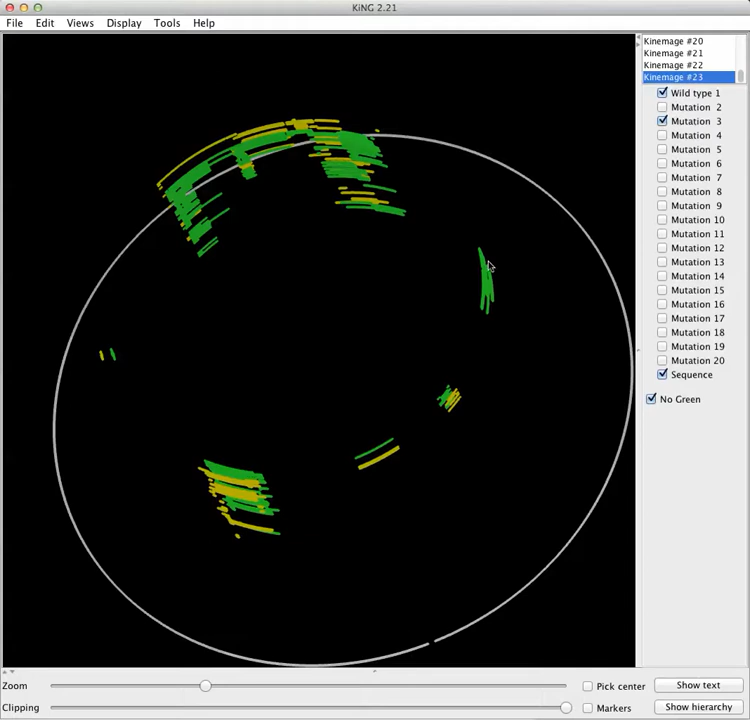 KiNG 2.21
File Edit Views Display Tools Help
Kinemage #20
Kinemage #21
Kinemage #22
Kinemage #23
Wild type 1
Mutation 2
Mutation 3
Mutation 4
Mutation 5
Mutation 6
Mutation 7
Mutation 8
Mutation 9
Mutation 10
Mutation 11
Mutation 12
Mutation 13
Mutation 14
Mutation 15
Mutation 16
Mutation 17
Mutation 18
Mutation 19
Mutation 20
Sequence
No Green
Zoom Pick center Show text
Clipping Markers Show hierarchy